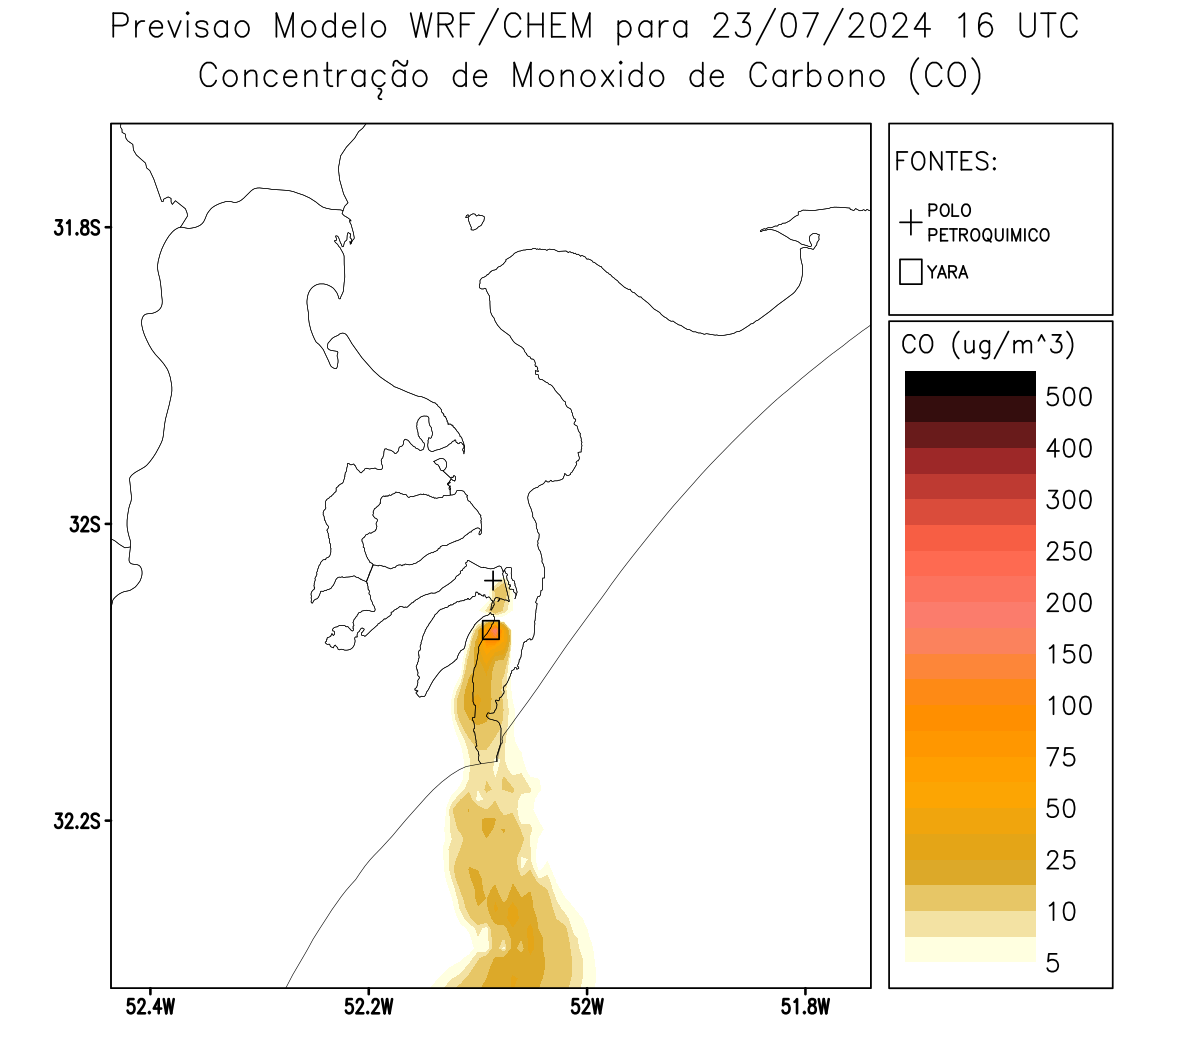 Previsao Modelo WRF/CHEM para 23/07/2024 16 UTC
Concentração de Monoxido de Carbono (CO)
FONTES:
POLO
PETROQUIMICO
YARA
CO (ug/m^3)
500
400
300
250
200
150
100
75
50
25
10
5
31.8S
32S
32.2S
52.4W
52.2W
52W
51.8W